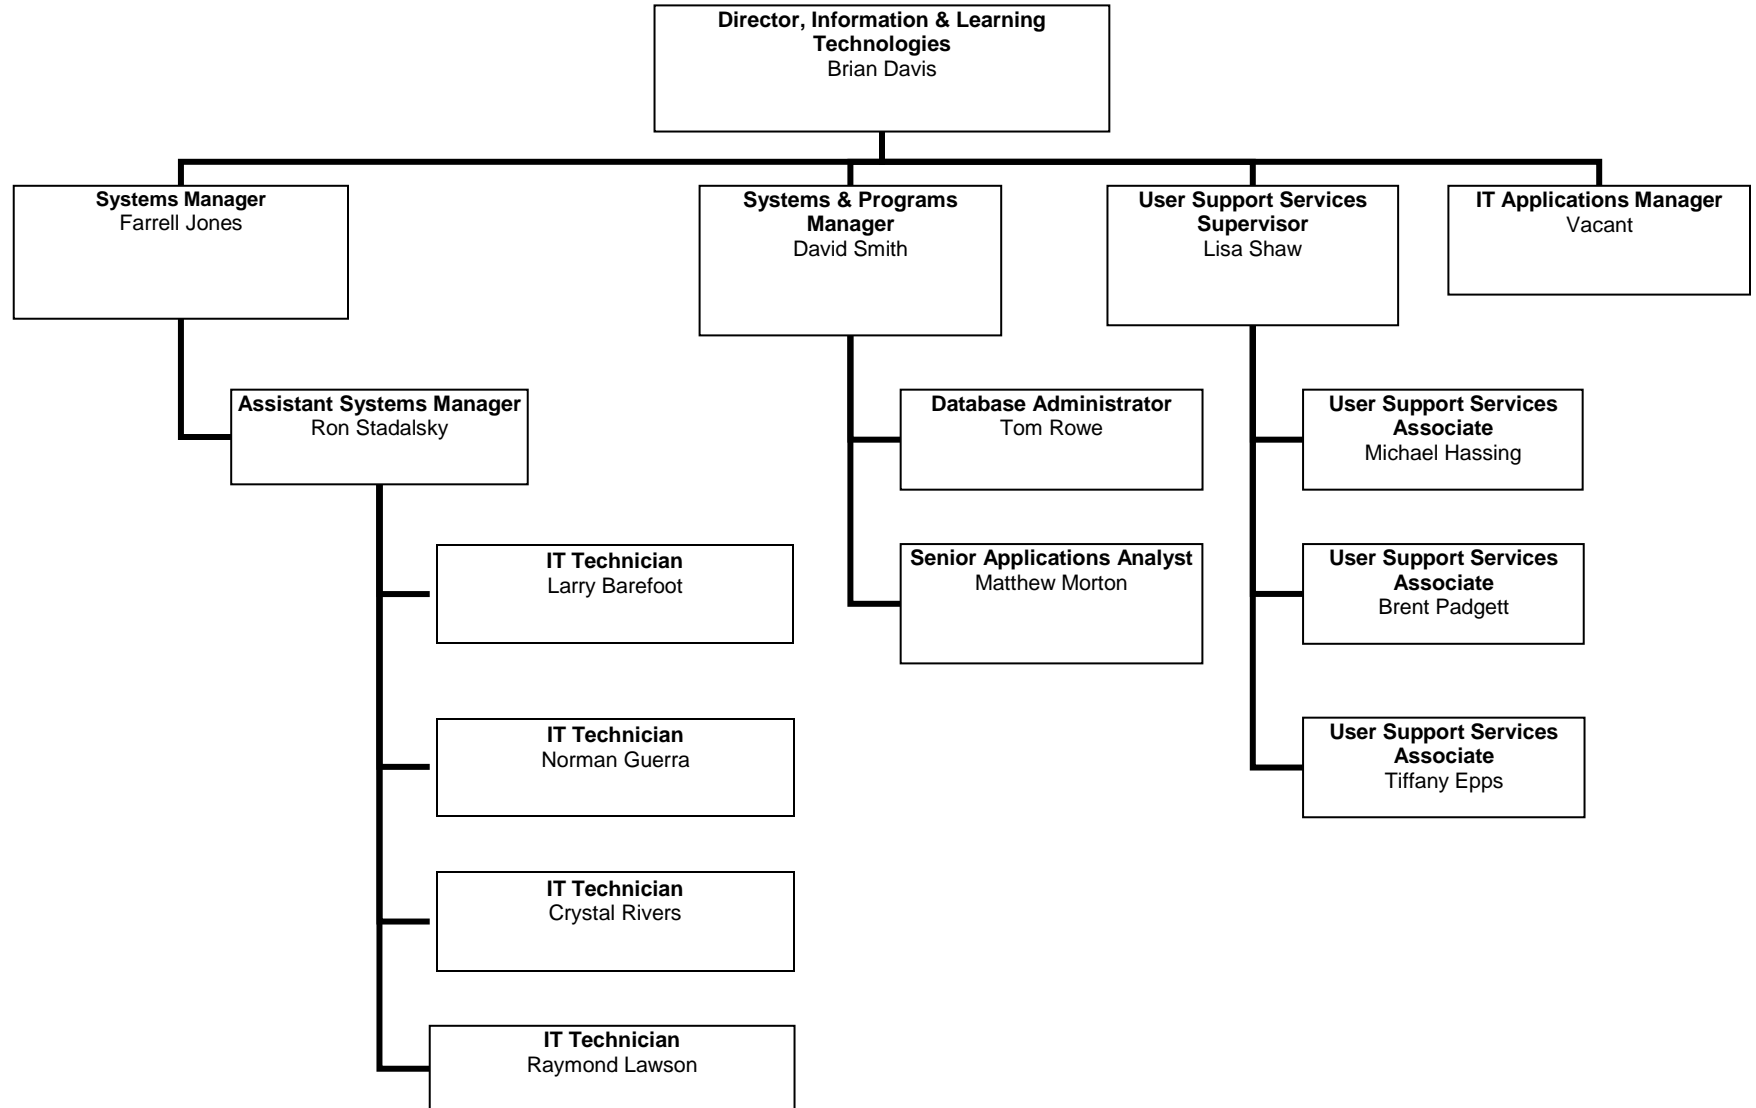 Director, Information & Learning
Technologies
Brian Davis
Systems Manager
Farrell Jones
Systems & Programs
Manager
David Smith
User Support Services
Supervisor
Lisa Shaw
IT Applications Manager
Vacant
Assistant Systems Manager
Ron Stadalsky
Database Administrator
Tom Rowe
User Support Services
Associate
Michael Hassing
IT Technician
Larry Barefoot
Senior Applications Analyst
Matthew Morton
User Support Services
Associate
Brent Padgett
IT Technician
Norman Guerra
User Support Services
Associate
Tiffany Epps
IT Technician
Crystal Rivers
IT Technician
Raymond Lawson